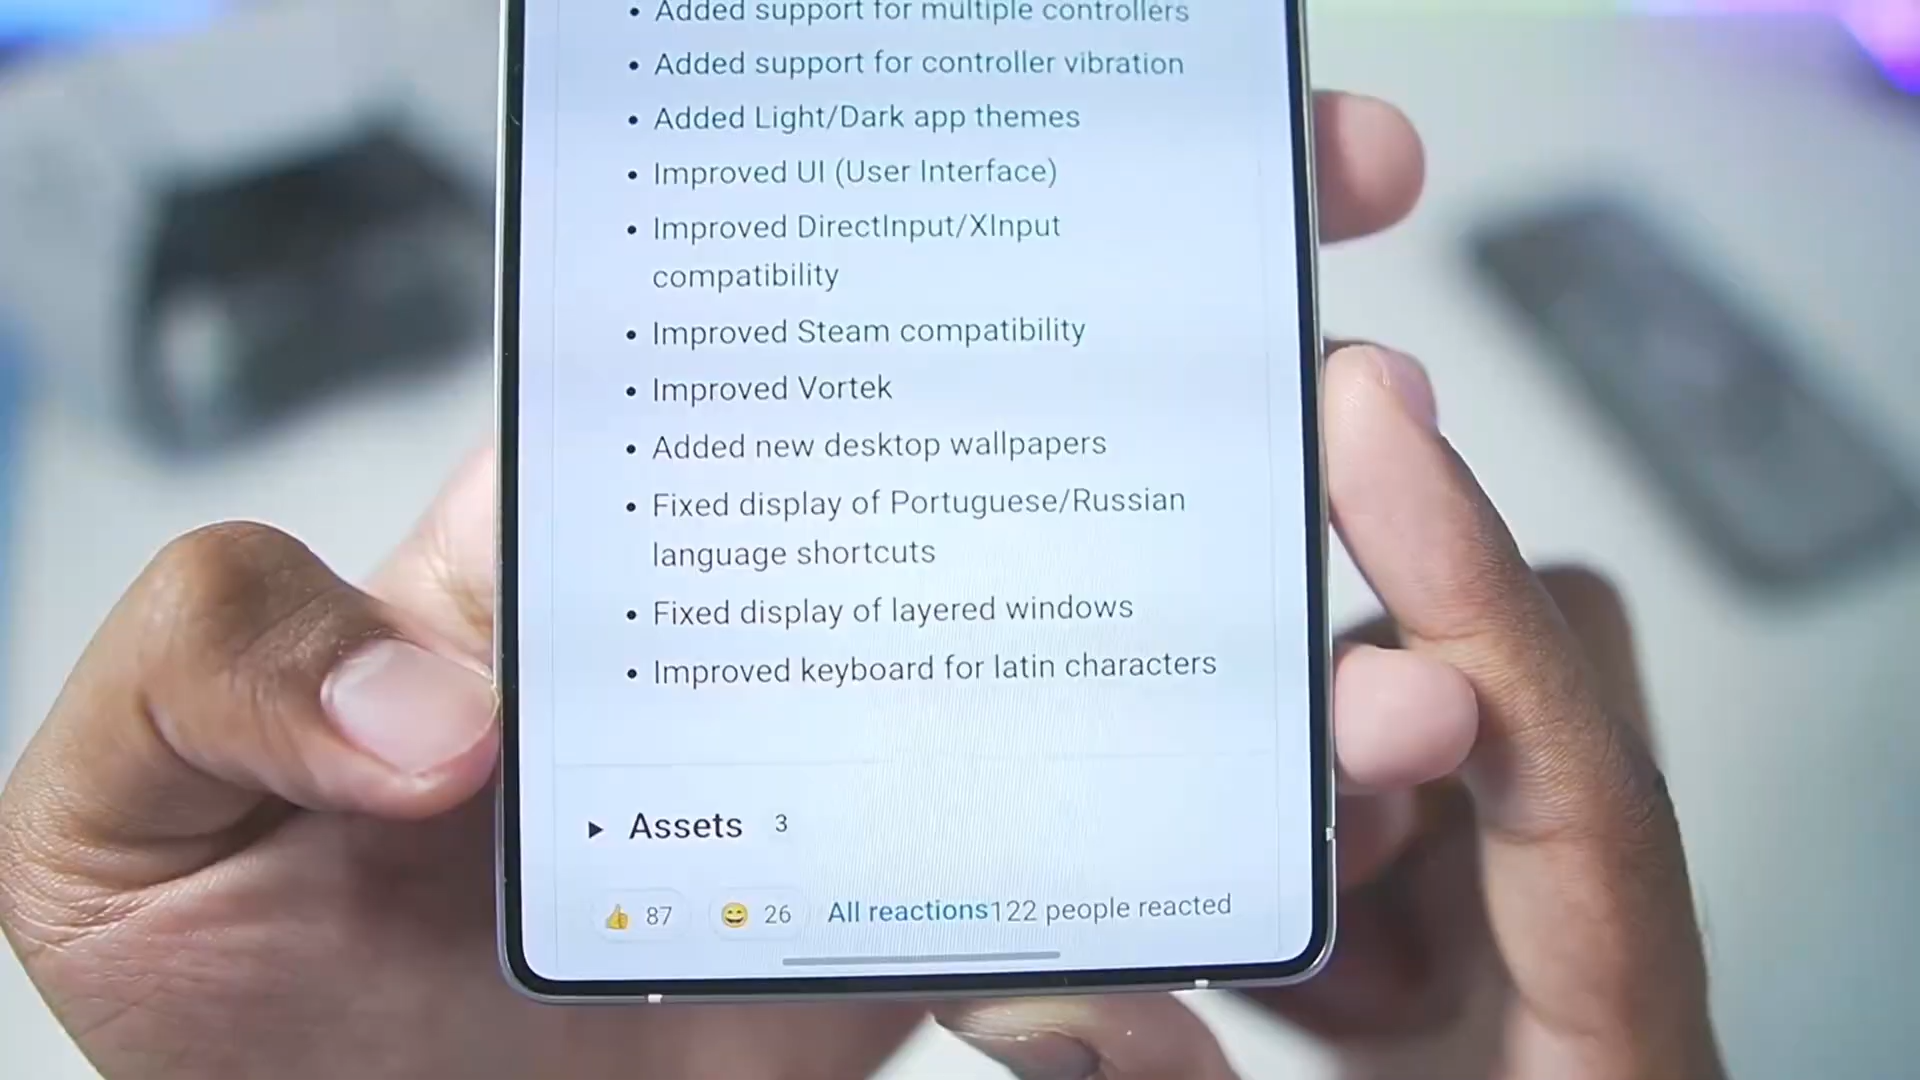 • Added support for multiple controllers
• Added support for controller vibration
• Added Light/Dark app themes
• Improved UI (User Interface)
• Improved DirectInput/XInput
compatibility
• Improved Steam compatibility
• Improved Vortek
• Added new desktop wallpapers
• Fixed display of Portuguese/Russian
language shortcuts
• Fixed display of layered windows
• Improved keyboard for latin characters
Assets 3
👍 87 😄 26 All reactions122 people reacted